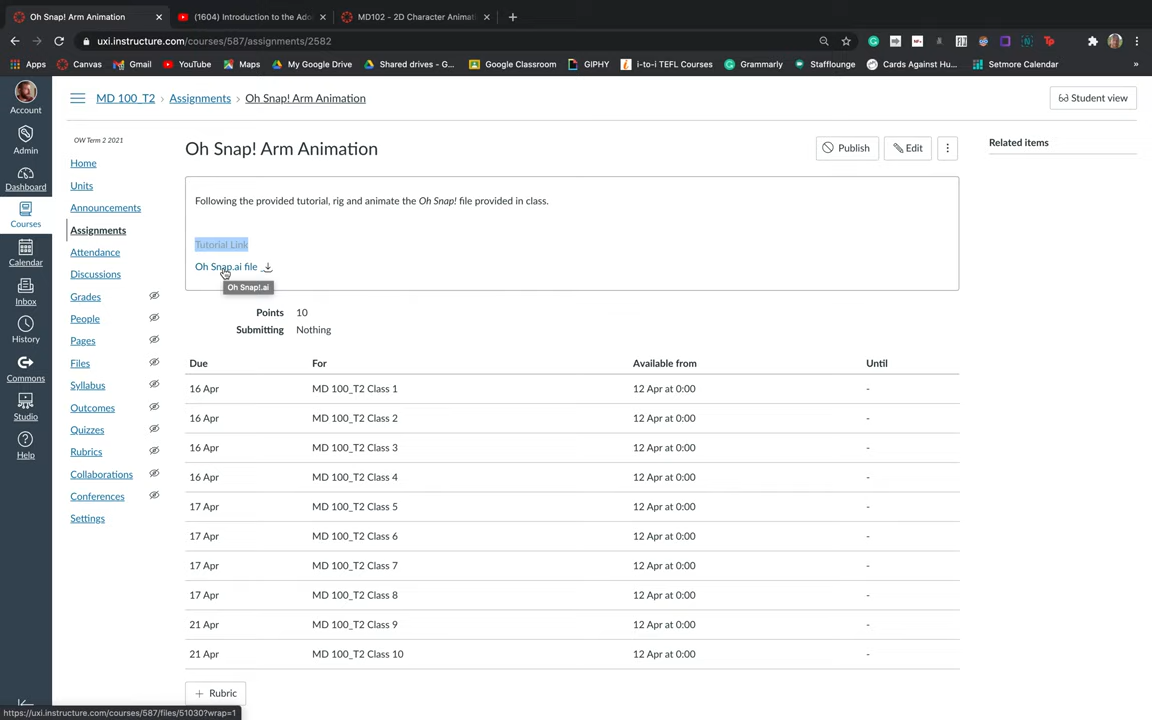 Oh Snap! Arm Animation
(1604) Introduction to the Ado
MD102 - 2D Character Animati
uxi.instructure.com/courses/587/assignments/2582
Apps Canvas Gmail YouTube Maps My Google Drive Shared drives - G... Google Classroom GIPHY i-to-i TEFL Courses Grammarly Stafflounge Cards Against Hu... Setmore Calendar »
Account
Admin
Dashboard
Courses
Calendar
Inbox
History
Commons
Studio
Help
MD 100_T2 › Assignments › Oh Snap! Arm Animation
Student view
OW Term 2 2021
Home
Units
Announcements
Assignments
Attendance
Discussions
Grades
People
Pages
Files
Syllabus
Outcomes
Quizzes
Rubrics
Collaborations
Conferences
Settings
Oh Snap! Arm Animation
Publish
Edit
Related items
Following the provided tutorial, rig and animate the Oh Snap! file provided in class.
Tutorial Link
Oh Snap.ai file
Oh Snap!.ai
Points 10
Submitting Nothing
Due For Available from Until
16 Apr MD 100_T2 Class 1 12 Apr at 0:00 -
16 Apr MD 100_T2 Class 2 12 Apr at 0:00 -
16 Apr MD 100_T2 Class 3 12 Apr at 0:00 -
16 Apr MD 100_T2 Class 4 12 Apr at 0:00 -
17 Apr MD 100_T2 Class 5 12 Apr at 0:00 -
17 Apr MD 100_T2 Class 6 12 Apr at 0:00 -
17 Apr MD 100_T2 Class 7 12 Apr at 0:00 -
17 Apr MD 100_T2 Class 8 12 Apr at 0:00 -
21 Apr MD 100_T2 Class 9 12 Apr at 0:00 -
21 Apr MD 100_T2 Class 10 12 Apr at 0:00 -
+ Rubric
https://uxi.instructure.com/courses/587/files/51030?wrap=1